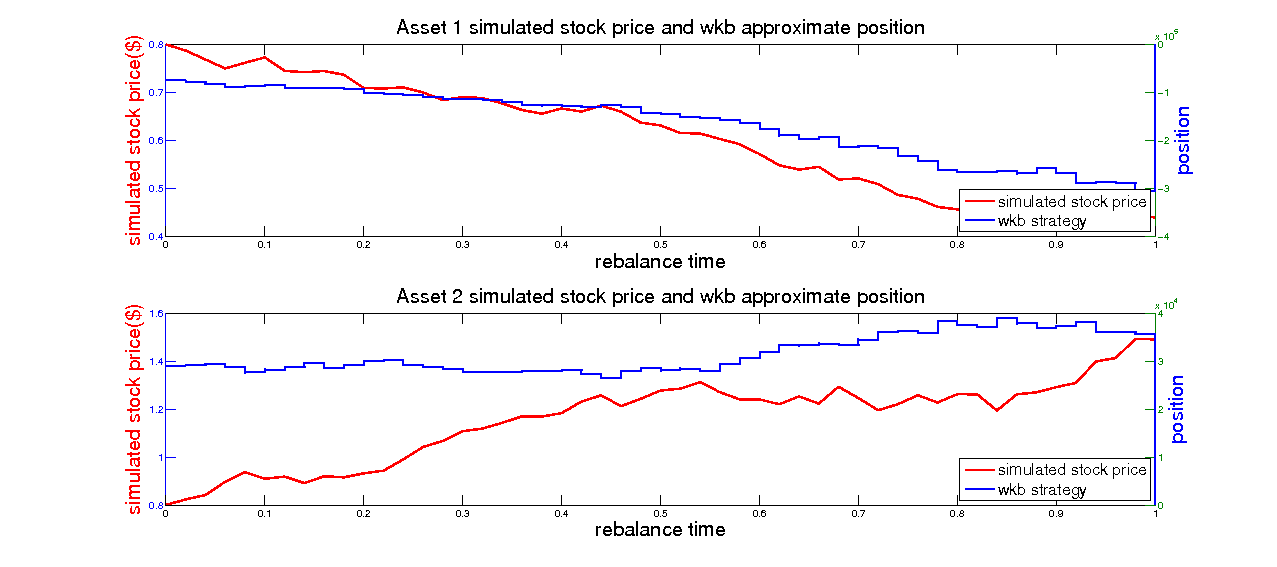 Asset 1 simulated stock price and wkb approximate position
x 10^5
simulated stock price($)
0.8
0.7
0.6
0.5
0.4
0
−1
−2
−3
−4
position
simulated stock price
wkb strategy
0 0.1 0.2 0.3 0.4 0.5 0.6 0.7 0.8 0.9 1
rebalance time
Asset 2 simulated stock price and wkb approximate position
x 10^4
simulated stock price($)
1.6
1.4
1.2
1
0.8
4
3
2
1
0
position
simulated stock price
wkb strategy
0 0.1 0.2 0.3 0.4 0.5 0.6 0.7 0.8 0.9 1
rebalance time